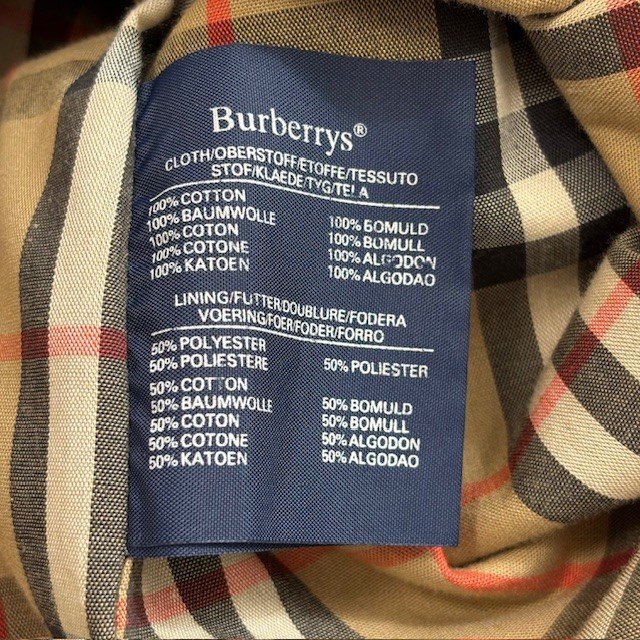 Burberrys®
CLOTH/OBERSTOFF/ETOFFE/TESSUTO
STOF/KLAEDE/TYG/TELA
100% COTTON
100% BAUMWOLLE 100% BOMULD
100% COTON 100% BOMULL
100% COTONE 100% ALGODON
100% KATOEN 100% ALGODAO
LINING/FUTTER/DOUBLURE/FODERA
VOERING/FOER/FODER/FORRO
50% POLYESTER
50% POLIESTERE 50% POLIESTER
50% COTTON
50% BAUMWOLLE 50% BOMULD
50% COTON 50% BOMULL
50% COTONE 50% ALGODON
50% KATOEN 50% ALGODAO